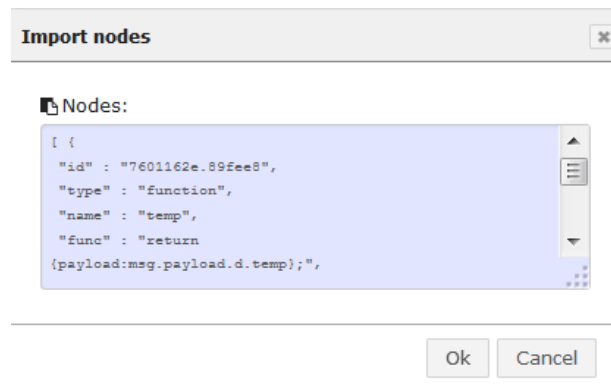 Import nodes
Nodes:
[ {
"id" : "7601162e.89fee8",
"type" : "function",
"name" : "temp",
"func" : "return
{payload:msg.payload.d.temp};",
Ok Cancel